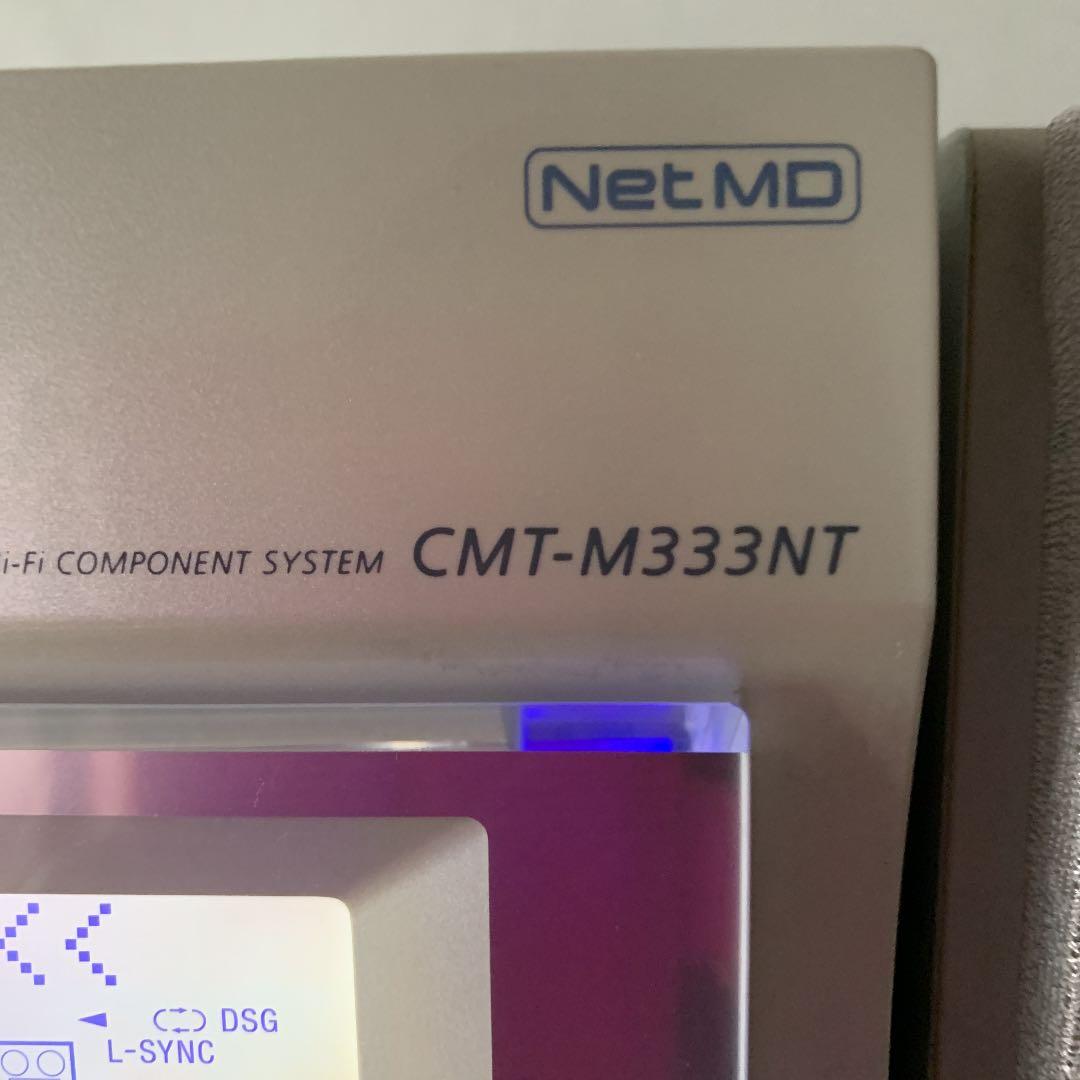 NetMD
i-Fi COMPONENT SYSTEM CMT-M333NT
DSG
L-SYNC